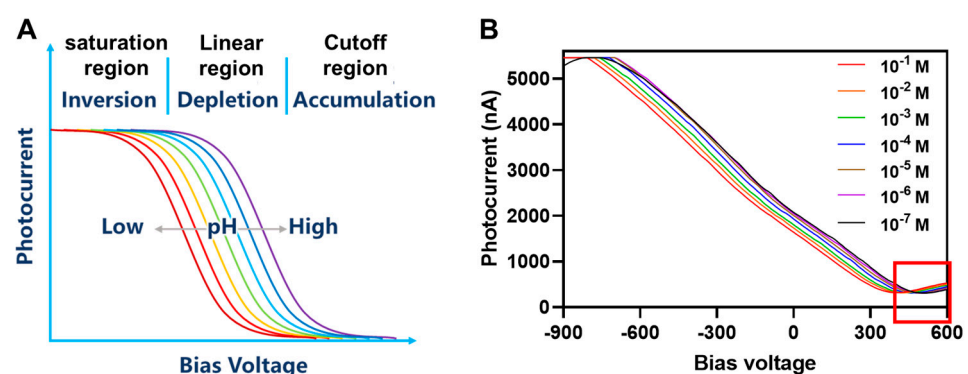 A
saturation region
Linear region
Cutoff region
Inversion
Depletion
Accumulation
Photocurrent
Low
pH
High
Bias Voltage
B
Photocurrent (nA)
5000
4000
3000
2000
1000
0
-900
-600
-300
0
300
600
Bias voltage
10⁻¹ M
10⁻² M
10⁻³ M
10⁻⁴ M
10⁻⁵ M
10⁻⁶ M
10⁻⁷ M